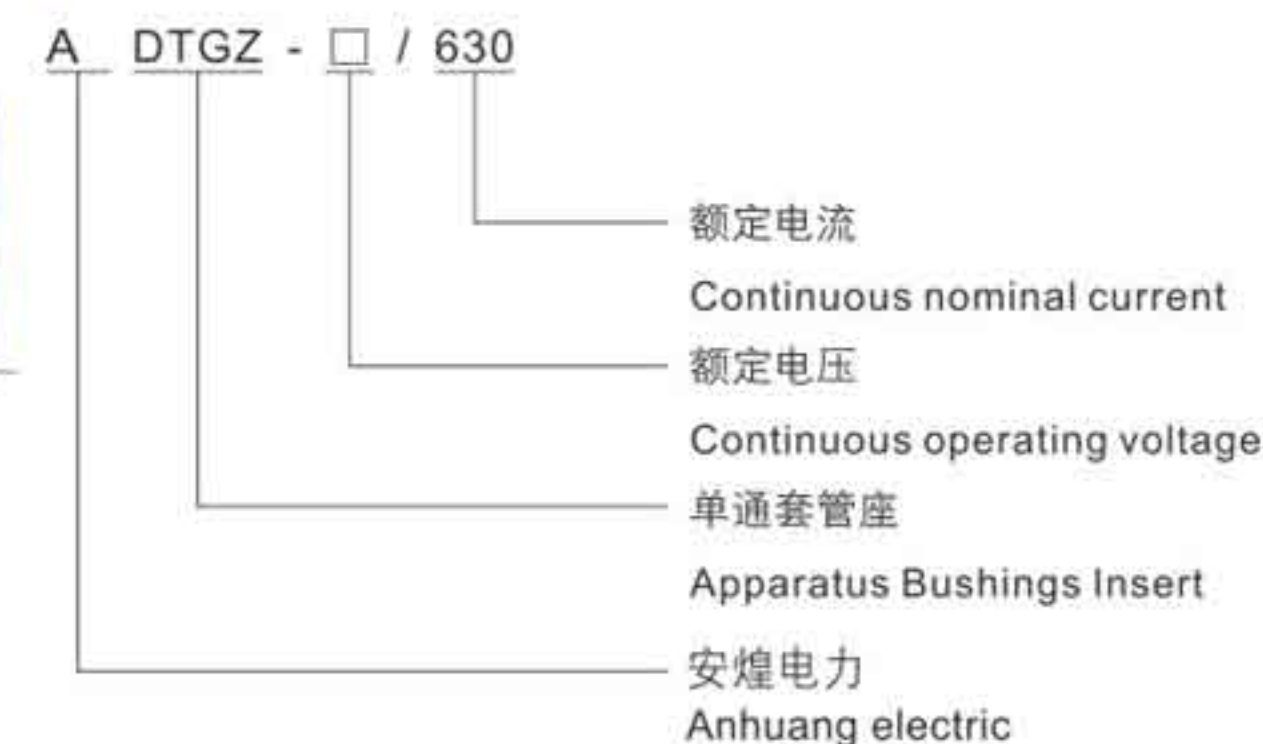 A DTGZ - □ / 630
额定电流
Continuous nominal current
额定电压
Continuous operating voltage
单通套管座
Apparatus Bushings Insert
安煌电力
Anhuang electric